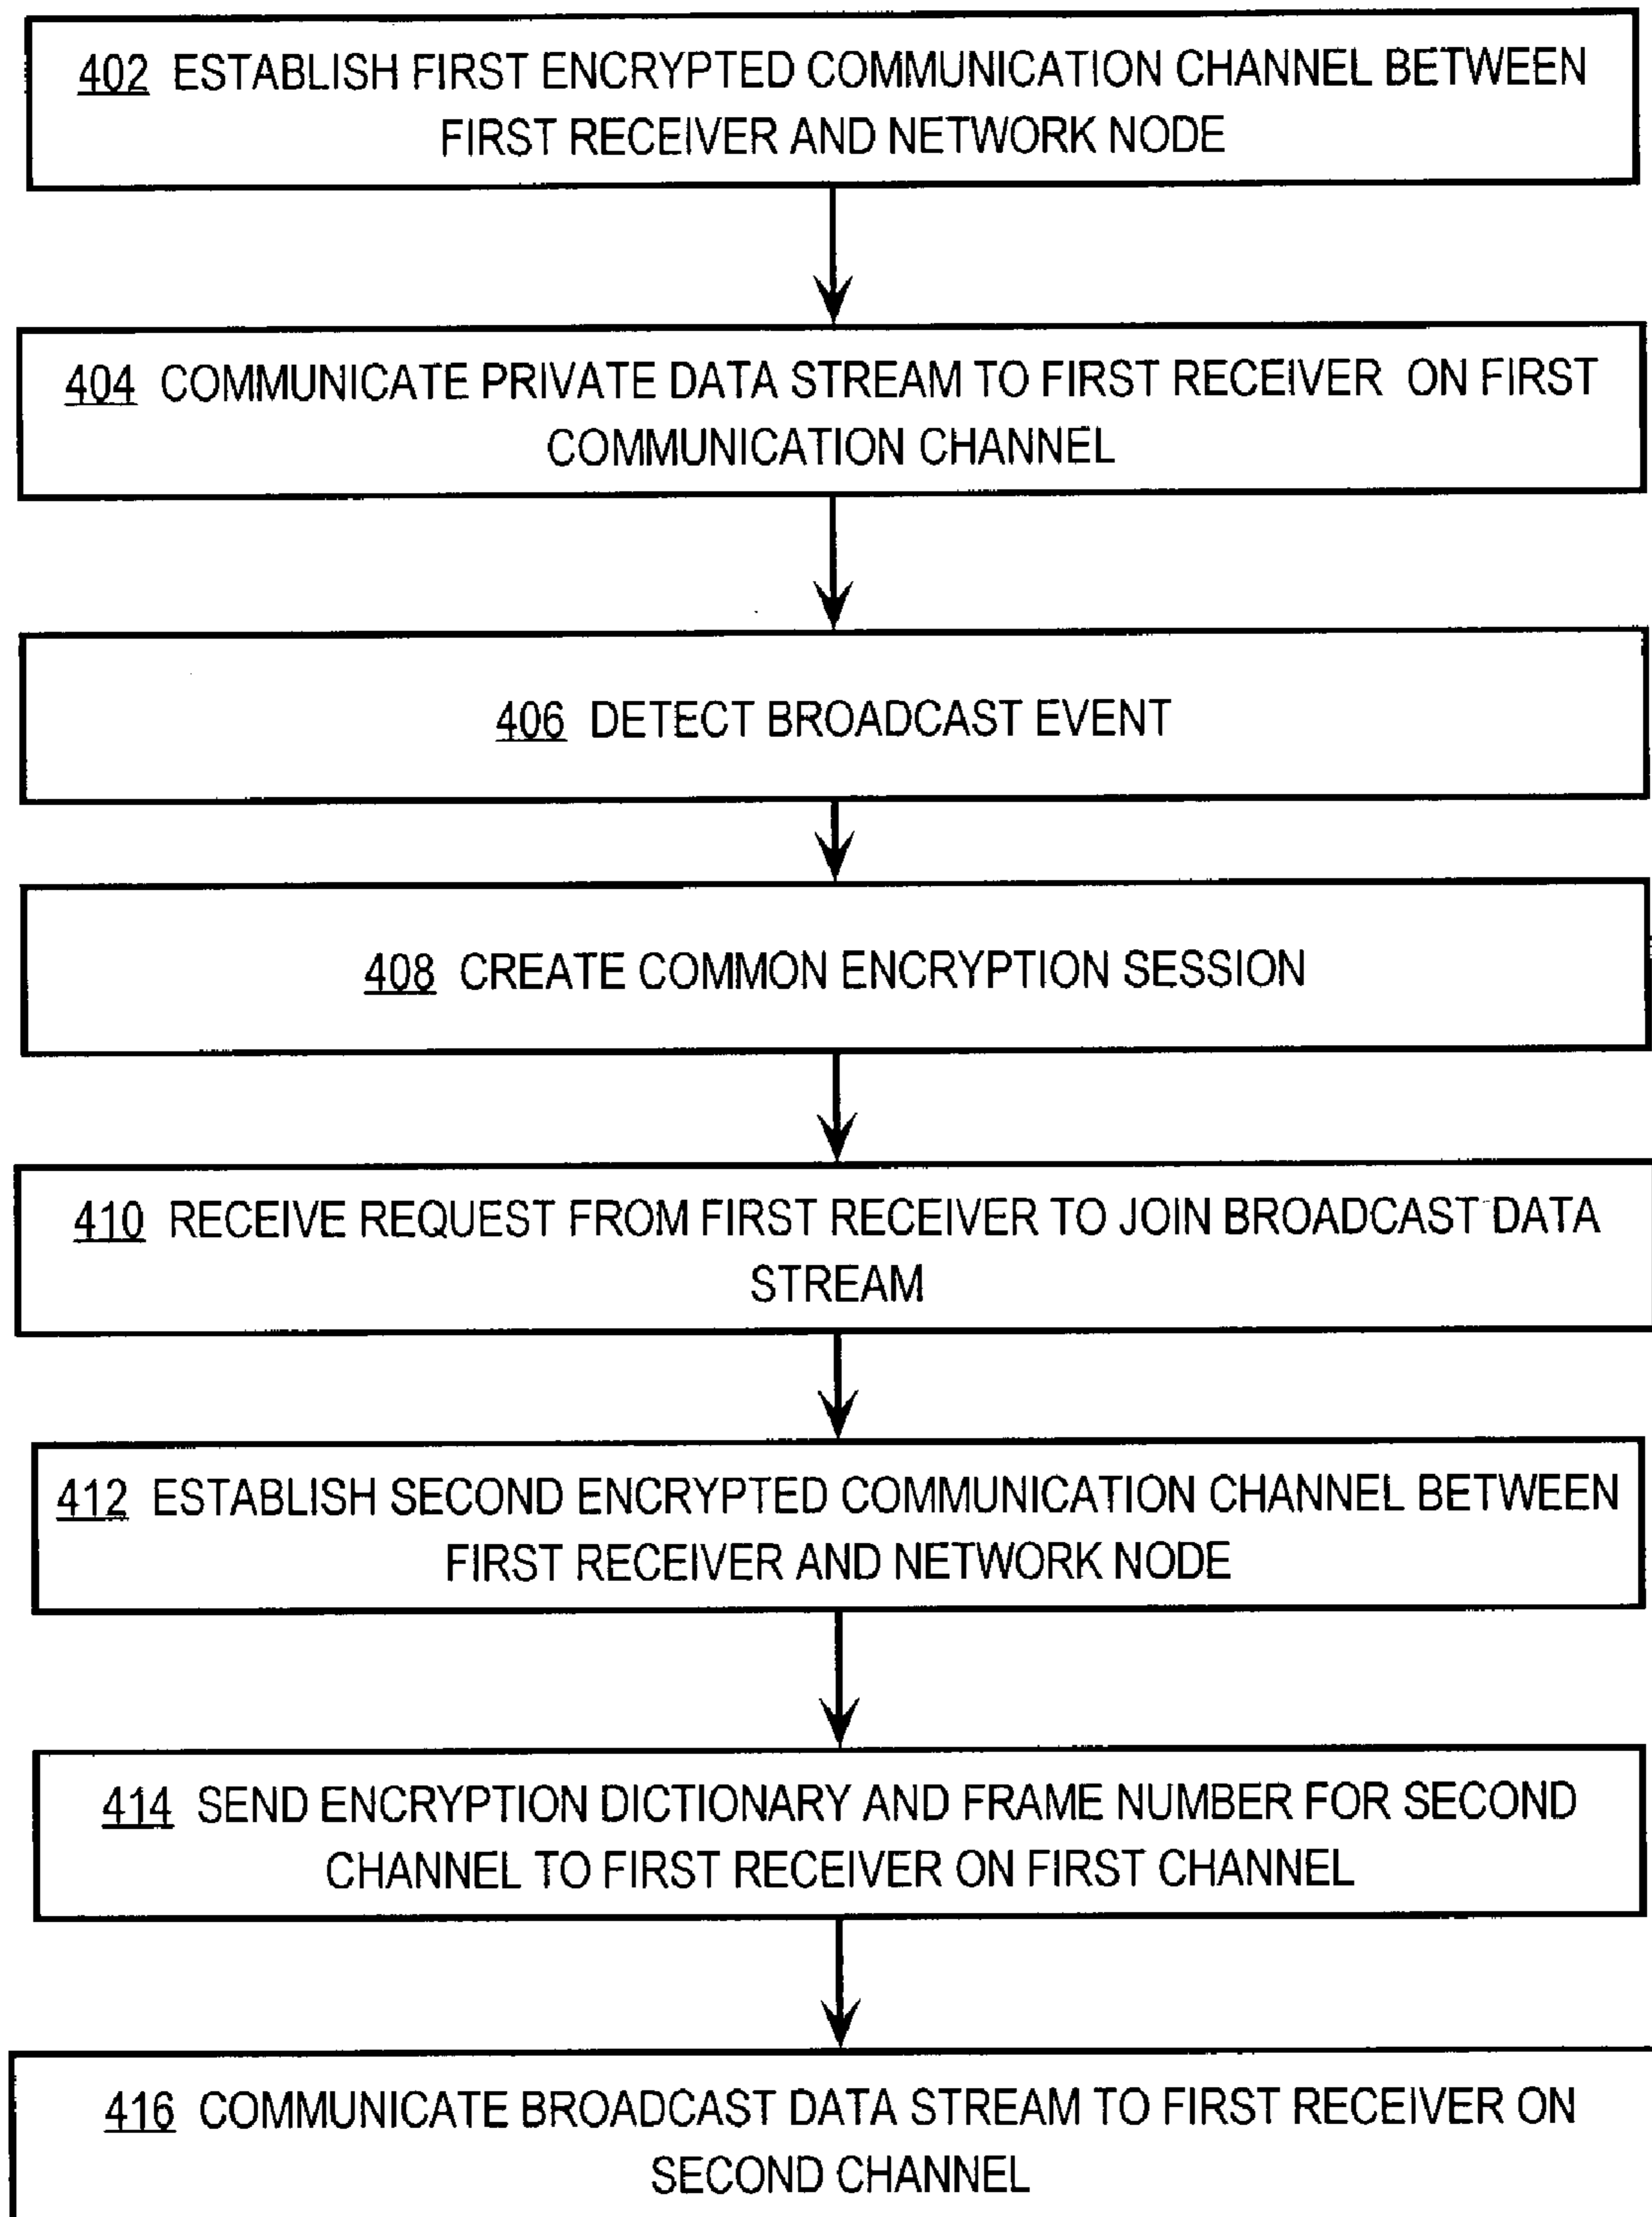 402 ESTABLISH FIRST ENCRYPTED COMMUNICATION CHANNEL BETWEEN
FIRST RECEIVER AND NETWORK NODE
404 COMMUNICATE PRIVATE DATA STREAM TO FIRST RECEIVER ON FIRST
COMMUNICATION CHANNEL
406 DETECT BROADCAST EVENT
408 CREATE COMMON ENCRYPTION SESSION
410 RECEIVE REQUEST FROM FIRST RECEIVER TO JOIN BROADCAST DATA
STREAM
412 ESTABLISH SECOND ENCRYPTED COMMUNICATION CHANNEL BETWEEN
FIRST RECEIVER AND NETWORK NODE
414 SEND ENCRYPTION DICTIONARY AND FRAME NUMBER FOR SECOND
CHANNEL TO FIRST RECEIVER ON FIRST CHANNEL
416 COMMUNICATE BROADCAST DATA STREAM TO FIRST RECEIVER ON
SECOND CHANNEL